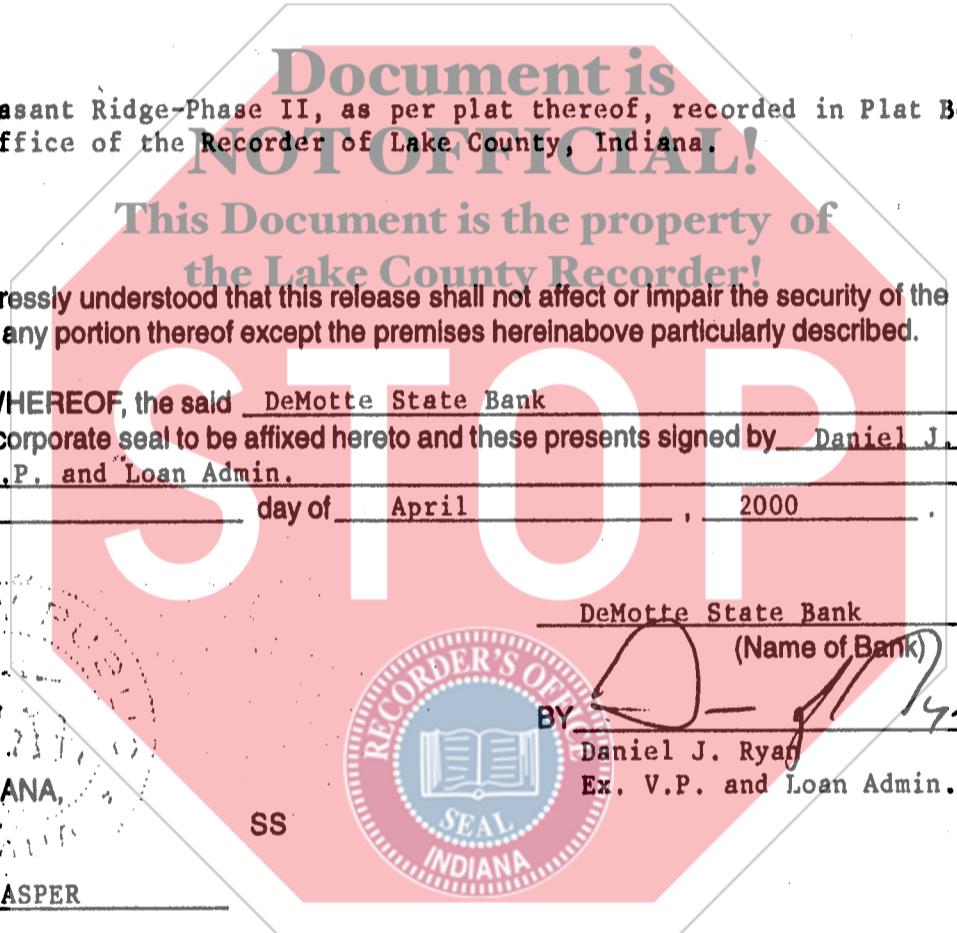 Document is
asant Ridge-Phase II, as per plat thereof, recorded in Plat B
ffice of the Recorder of Lake County, Indiana.
NOT OFFICIAL!
This Document is the property of
the Lake County Recorder!
ressly understood that this release shall not affect or impair the security of the
any portion thereof except the premises hereinabove particularly described.
STOP
WHEREOF, the said DeMotte State Bank
corporate seal to be affixed hereto and these presents signed by Daniel J.
.P. and Loan Admin.
day of April , 2000 .
DeMotte State Bank
(Name of Bank)
BY
Daniel J. Ryan
Ex. V.P. and Loan Admin.
ANA,
SS
ASPER
RECORDER'S OFFICE
SEAL
INDIANA